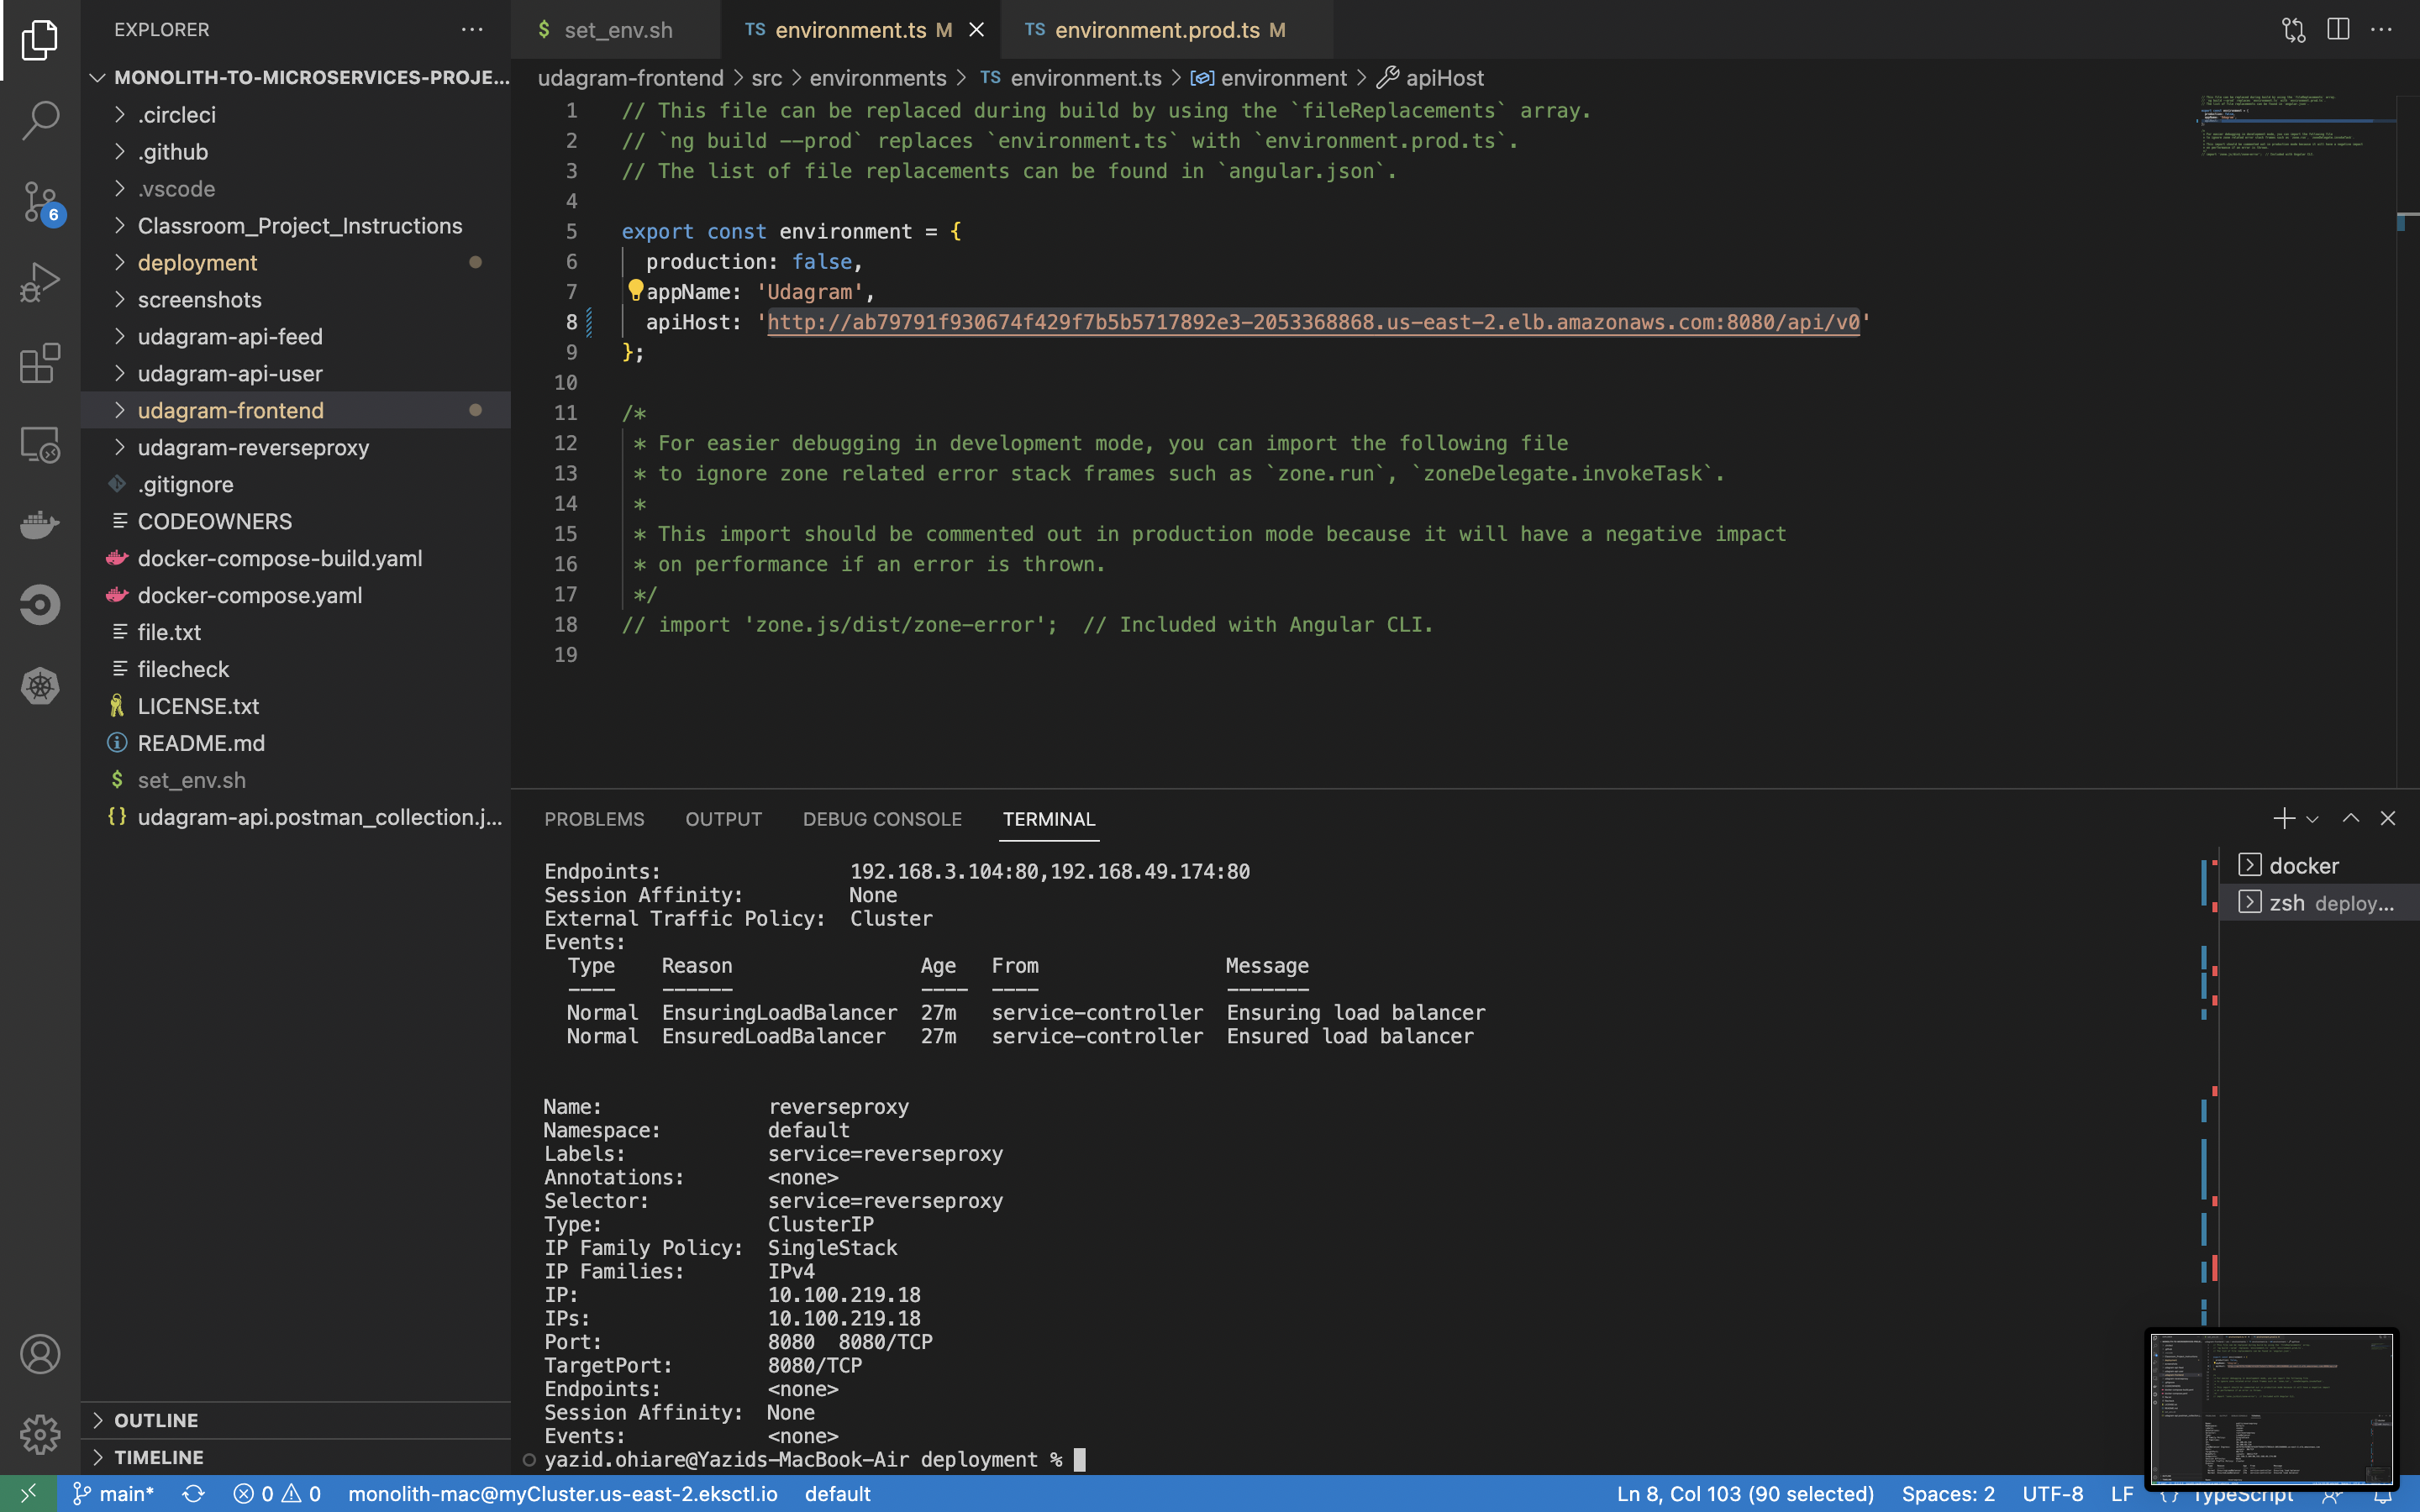 EXPLORER
MONOLITH-TO-MICROSERVICES-PROJE...
.circleci
.github
.vscode
Classroom_Project_Instructions
deployment
screenshots
udagram-api-feed
udagram-api-user
udagram-frontend
udagram-reverseproxy
.gitignore
CODEOWNERS
docker-compose-build.yaml
docker-compose.yaml
file.txt
filecheck
LICENSE.txt
README.md
$ set_env.sh
{} udagram-api.postman_collection.j...
OUTLINE
TIMELINE
6
$ set_env.sh
TS environment.ts M
TS environment.prod.ts M
udagram-frontend > src > environments > TS environment.ts > environment > apiHost
1 // This file can be replaced during build by using the `fileReplacements` array.
2 // `ng build --prod` replaces `environment.ts` with `environment.prod.ts`.
3 // The list of file replacements can be found in `angular.json`.
4
5 export const environment = {
6 production: false,
7 appName: 'Udagram',
8 apiHost: 'http://ab79791f930674f429f7b5b5717892e3-2053368868.us-east-2.elb.amazonaws.com:8080/api/v0'
9 };
10
11 /*
12 * For easier debugging in development mode, you can import the following file
13 * to ignore zone related error stack frames such as `zone.run`, `zoneDelegate.invokeTask`.
14 *
15 * This import should be commented out in production mode because it will have a negative impact
16 * on performance if an error is thrown.
17 */
18 // import 'zone.js/dist/zone-error';  // Included with Angular CLI.
19
PROBLEMS OUTPUT DEBUG CONSOLE TERMINAL
Endpoints: 192.168.3.104:80,192.168.49.174:80
Session Affinity: None
External Traffic Policy: Cluster
Events:
Type Reason Age From Message
---- ------ ---- ---- -------
Normal EnsuringLoadBalancer 27m service-controller Ensuring load balancer
Normal EnsuredLoadBalancer 27m service-controller Ensured load balancer
Name: reverseproxy
Namespace: default
Labels: service=reverseproxy
Annotations: <none>
Selector: service=reverseproxy
Type: ClusterIP
IP Family Policy: SingleStack
IP Families: IPv4
IP: 10.100.219.18
IPs: 10.100.219.18
Port: 8080 8080/TCP
TargetPort: 8080/TCP
Endpoints: <none>
Session Affinity: None
Events: <none>
yazid.ohiare@Yazids-MacBook-Air deployment %
docker
zsh deploy...
main* 0 0 monolith-mac@myCluster.us-east-2.eksctl.io default
Ln 8, Col 103 (90 selected) Spaces: 2 UTF-8 LF {} TypeScript